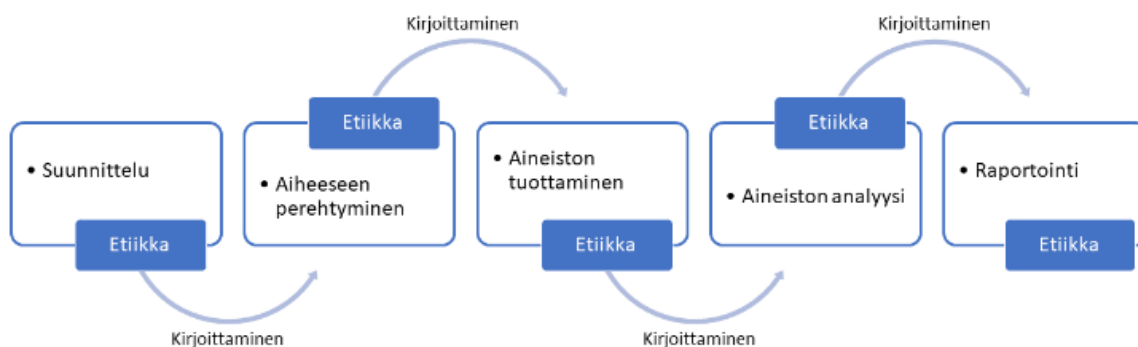 Kirjoittaminen
Kirjoittaminen
Etiikka
Etiikka
• Suunnittelu
• Aiheeseen
perehtyminen
• Aineiston
tuottaminen
• Aineiston analyysi
• Raportointi
Etiikka
Etiikka
Etiikka
Kirjoittaminen
Kirjoittaminen